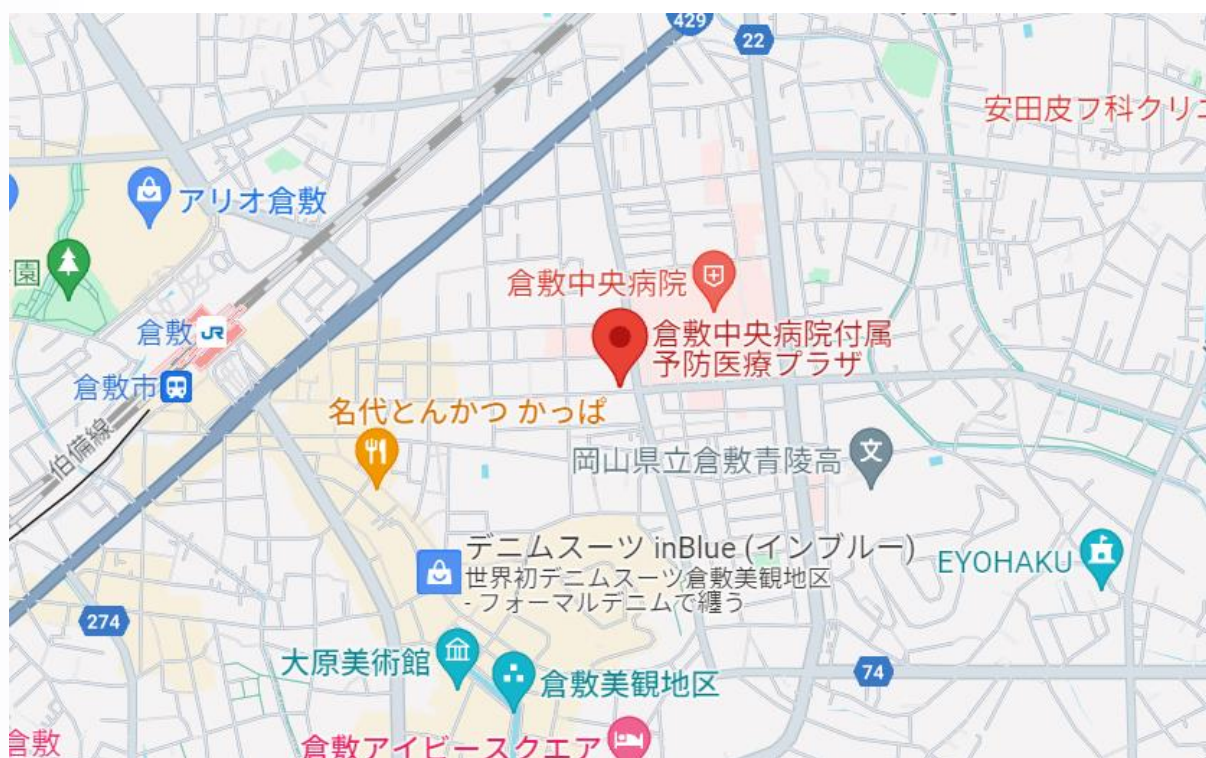 429
22
安田皮フ科クリニ
アリオ倉敷
園
倉敷中央病院
倉敷 JR
倉敷中央病院付属
予防医療プラザ
倉敷市
名代とんかつ かっぱ
伯備線
岡山県立倉敷青陵高
文
デニムスーツ inBlue (インブルー)
世界初デニムスーツ倉敷美観地区
- フォーマルデニムで纏う
EYOHAKU
274
大原美術館
74
倉敷美観地区
倉敷
倉敷アイビースクエア